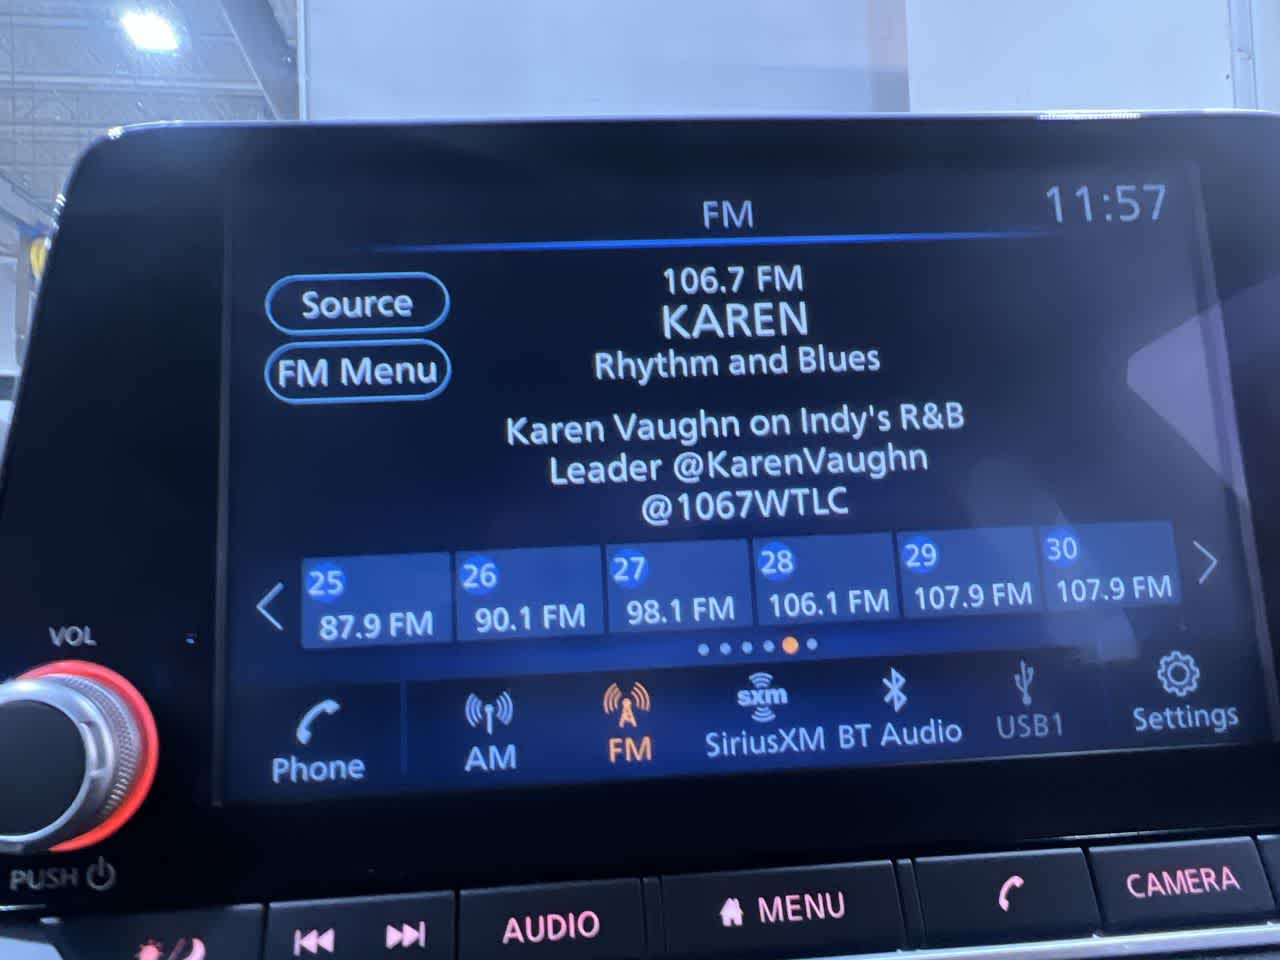 FM
11:57
Source
FM Menu
106.7 FM
KAREN
Rhythm and Blues
Karen Vaughn on Indy's R&B
Leader @KarenVaughn
@1067WTLC
25
87.9 FM
26
90.1 FM
27
98.1 FM
28
106.1 FM
29
107.9 FM
30
107.9 FM
VOL
Phone
AM
FM
sxm
SiriusXM
BT Audio
USB1
Settings
PUSH
AUDIO
MENU
CAMERA